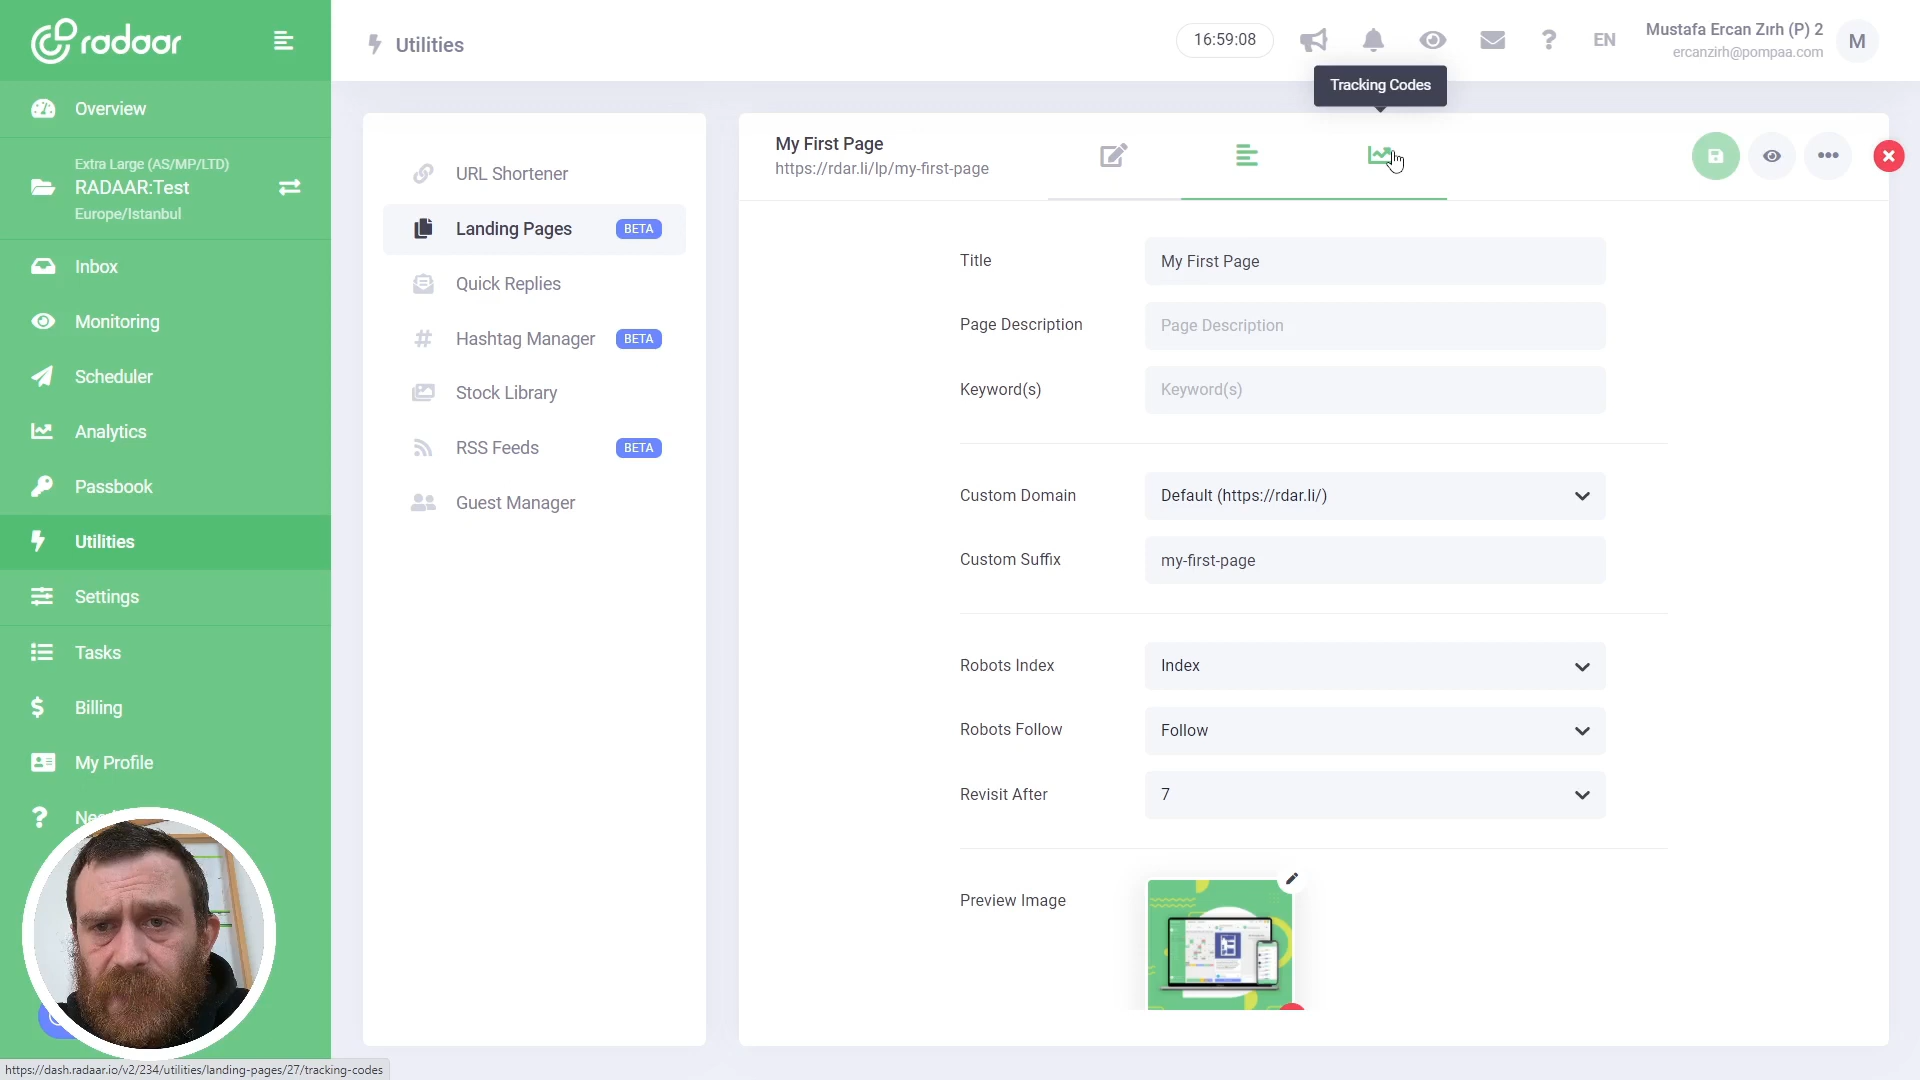 radaar
Utilities
16:59:08
EN
Mustafa Ercan Zırh (P) 2
ercanzirh@pompaa.com
M
Tracking Codes
Overview
Extra Large (AS/MP/LTD)
RADAAR:Test
Europe/Istanbul
Inbox
Monitoring
Scheduler
Analytics
Passbook
Utilities
Settings
Tasks
Billing
My Profile
URL Shortener
Landing Pages BETA
Quick Replies
Hashtag Manager BETA
Stock Library
RSS Feeds BETA
Guest Manager
My First Page
https://rdar.li/lp/my-first-page
Title My First Page
Page Description Page Description
Keyword(s) Keyword(s)
Custom Domain Default (https://rdar.li/)
Custom Suffix my-first-page
Robots Index Index
Robots Follow Follow
Revisit After 7
Preview Image
https://dash.radaar.io/v2/234/utilities/landing-pages/27/tracking-codes